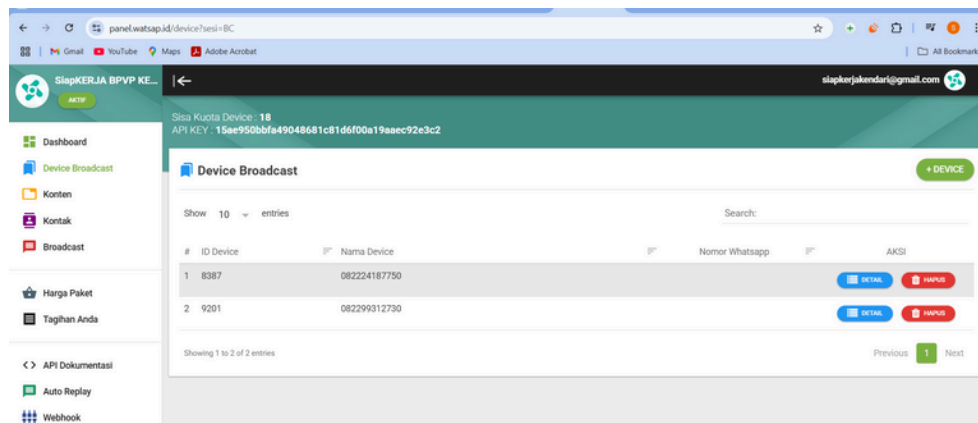 panel.watsap.id/device?sesi=BC
Gmail YouTube Maps Adobe Acrobat
All Bookmark
SiapKERJA BPVP KE...
AKTIF
siapkerjakendari@gmail.com
Sisa Kuota Device : 18
API KEY : 15ae950bbfa49048681c81d6f00a19aaec92e3c2
Dashboard
Device Broadcast
Konten
Kontak
Broadcast
Harga Paket
Tagihan Anda
API Dokumentasi
Auto Replay
Webhook
Device Broadcast
+ DEVICE
Show 10 entries
Search:
# ID Device Nama Device Nomor Whatsapp AKSI
1 8387 082224187750 DETAIL HAPUS
2 9201 082299312730 DETAIL HAPUS
Showing 1 to 2 of 2 entries
Previous 1 Next